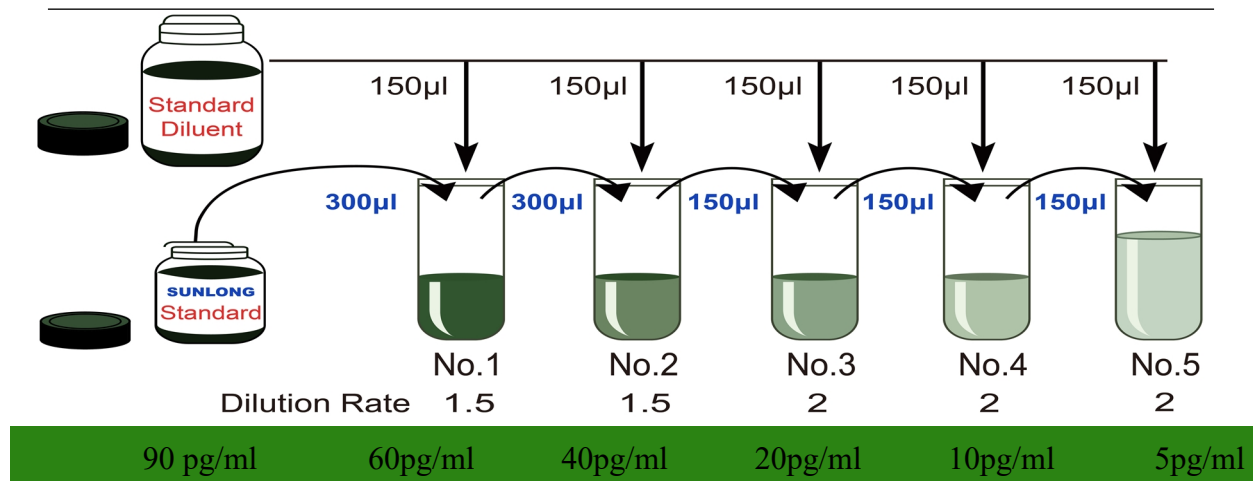 150µl 150µl 150µl 150µl 150µl
Standard
Diluent
300µl 300µl 150µl 150µl 150µl
SUNLONG
Standard
No.1 No.2 No.3 No.4 No.5
Dilution Rate 1.5 1.5 2 2 2
90 pg/ml 60pg/ml 40pg/ml 20pg/ml 10pg/ml 5pg/ml